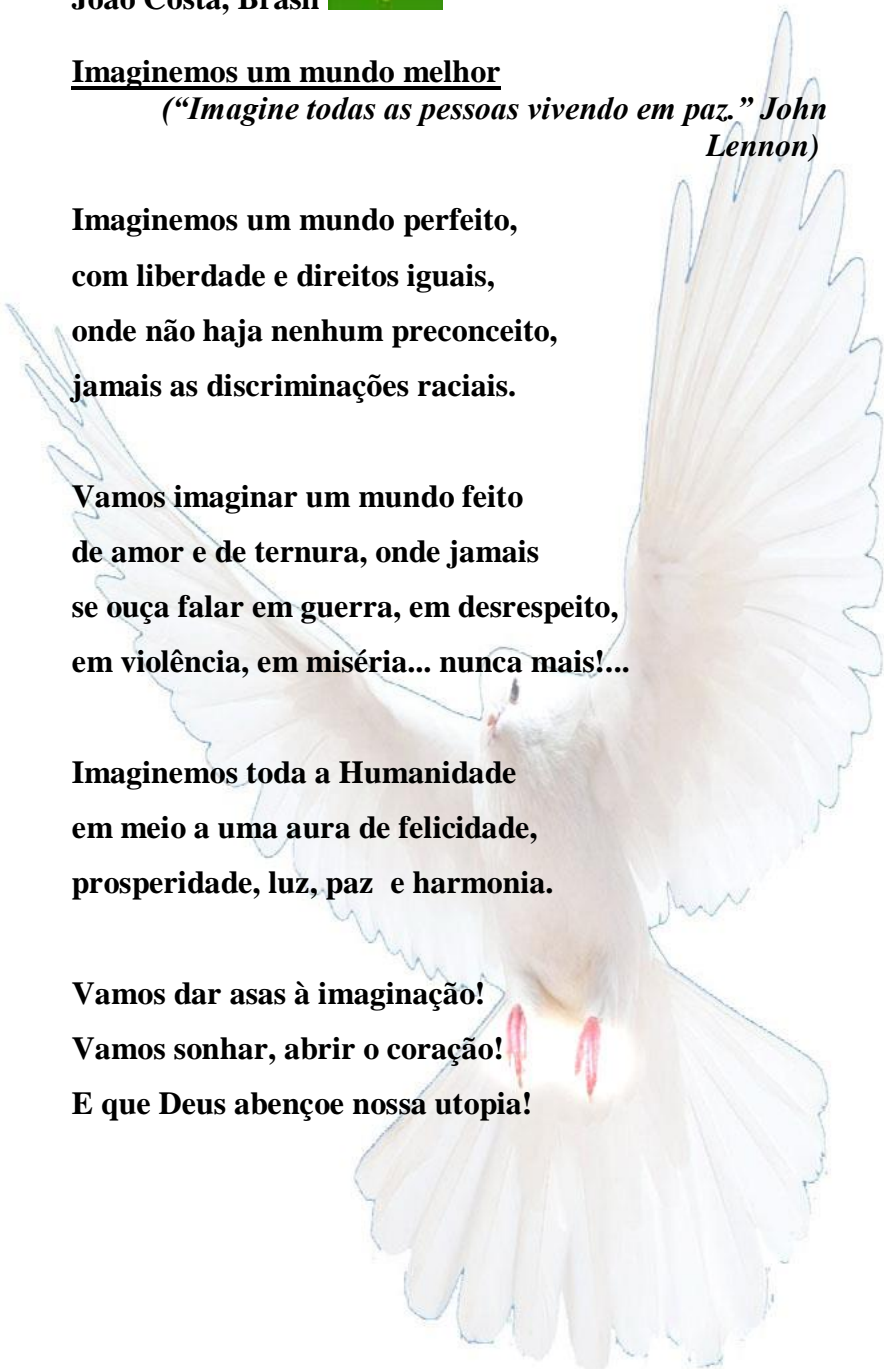 João Costa, Brasil
Imaginemos um mundo melhor
(“Imagine todas as pessoas vivendo em paz.” John
Lennon)
Imaginemos um mundo perfeito,
com liberdade e direitos iguais,
onde não haja nenhum preconceito,
jamais as discriminações raciais.
Vamos imaginar um mundo feito
de amor e de ternura, onde jamais
se ouça falar em guerra, em desrespeito,
em violência, em miséria... nunca mais!...
Imaginemos toda a Humanidade
em meio a uma aura de felicidade,
prosperidade, luz, paz  e harmonia.
Vamos dar asas à imaginação!
Vamos sonhar, abrir o coração!
E que Deus abençoe nossa utopia!